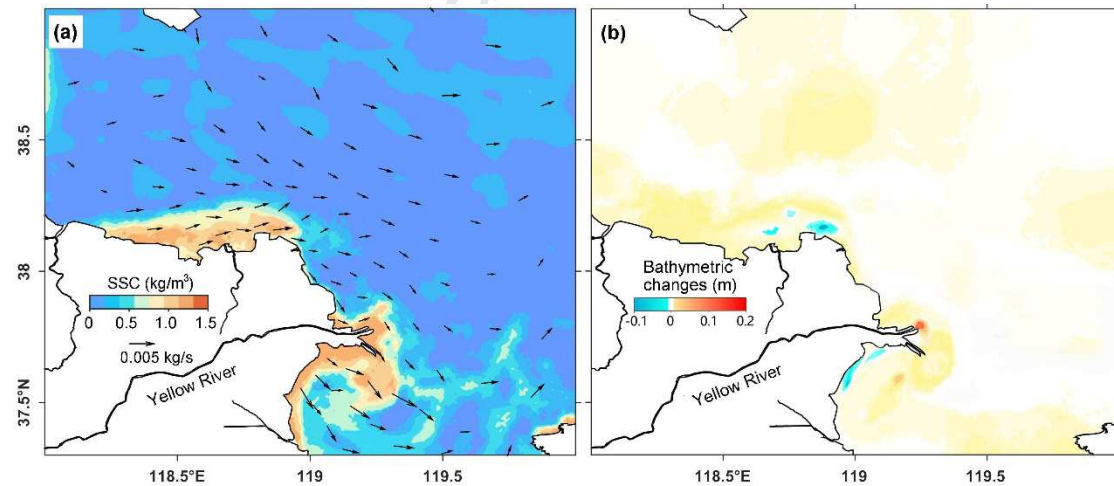 (a)
38.5
38
37.5°N
SSC (kg/m³)
0 0.5 1.0 1.5
0.005 kg/s
Yellow River
118.5°E 119 119.5
(b)
Bathymetric
changes (m)
-0.1 0 0.2
Yellow River
118.5°E 119 119.5